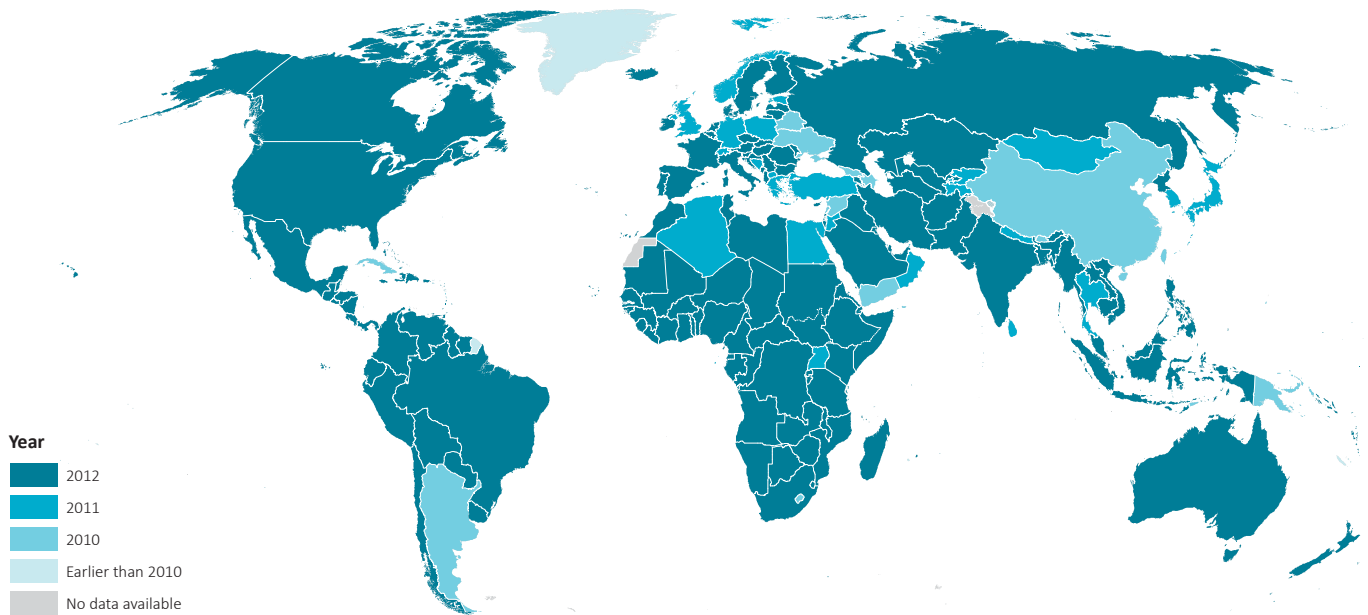 Year
2012
2011
2010
Earlier than 2010
No data available